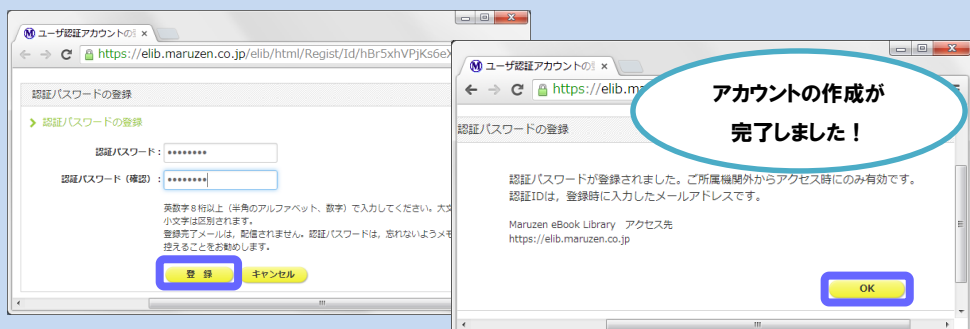 ユーザ認証アカウントの
https://elib.maruzen.co.jp/elib/html/Regist/Id/hBr5xhVPjKs6eX
認証パスワードの登録
認証パスワードの登録
認証パスワード：
認証パスワード（確認）：
英数字８桁以上（半角のアルファベット、数字）で入力してください。大文
小文字は区別されます。
登録完了メールは，配信されません。認証パスワードは，忘れないようメモ
控えることをお勧めします。
登 録
キャンセル
ユーザ認証アカウントの
https://elib.ma
認証パスワードの登録
アカウントの作成が
完了しました！
認証パスワードが登録されました。ご所属機関外からアクセス時にのみ有効です。
認証IDは，登録時に入力したメールアドレスです。
Maruzen eBook Library　アクセス先
https://elib.maruzen.co.jp
OK